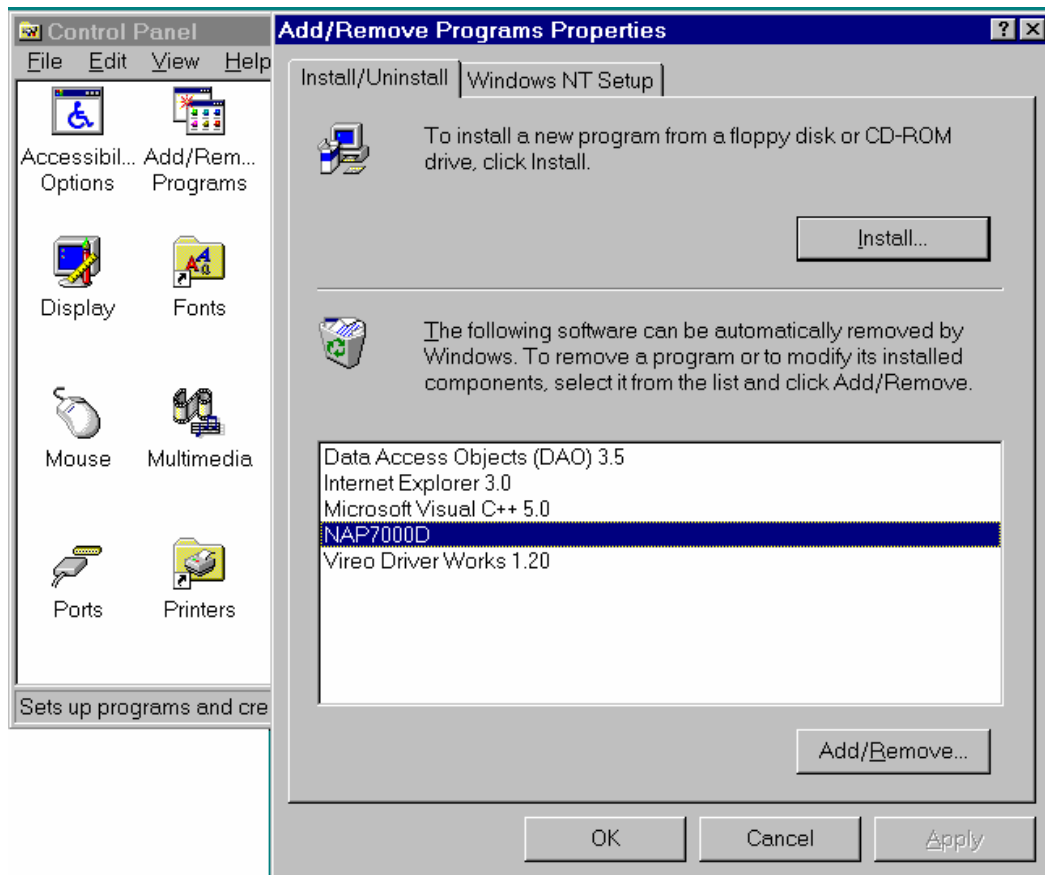 Control Panel
File Edit View Help
Accessibil... Options
Add/Rem... Programs
Display
Fonts
Mouse
Multimedia
Ports
Printers
Sets up programs and cre
Add/Remove Programs Properties
Install/Uninstall
Windows NT Setup
To install a new program from a floppy disk or CD-ROM
drive, click Install.
Install...
The following software can be automatically removed by
Windows. To remove a program or to modify its installed
components, select it from the list and click Add/Remove.
Data Access Objects (DAO) 3.5
Internet Explorer 3.0
Microsoft Visual C++ 5.0
NAP7000D
Vireo Driver Works 1.20
Add/Remove...
OK
Cancel
Apply